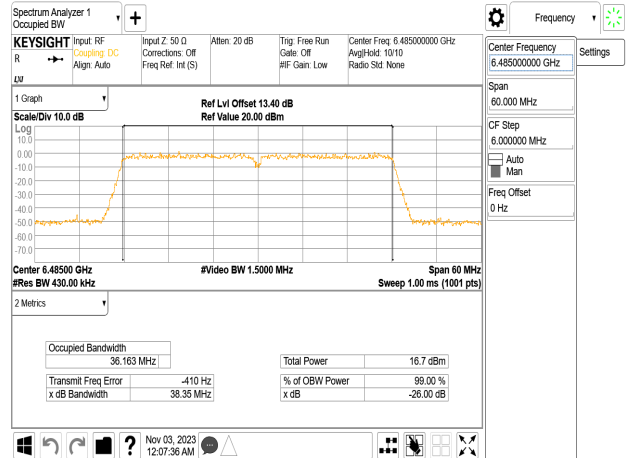 Spectrum Analyzer 1
Occupied BW
Frequency
KEYSIGHT
R
LXI
Input: RF
Coupling: DC
Align: Auto
Input Z: 50 Ω
Corrections: Off
Freq Ref: Int (S)
Atten: 20 dB
Trig: Free Run
Gate: Off
#IF Gain: Low
Center Freq: 6.485000000 GHz
Avg|Hold: 10/10
Radio Std: None
Center Frequency
6.485000000 GHz
Settings
Span
60.000 MHz
CF Step
6.000000 MHz
Auto
Man
Freq Offset
0 Hz
1 Graph
Scale/Div 10.0 dB
Ref Lvl Offset 13.40 dB
Ref Value 20.00 dBm
Log
10.0
0.00
-10.0
-20.0
-30.0
-40.0
-50.0
-60.0
-70.0
Center 6.48500 GHz
#Video BW 1.5000 MHz
Span 60 MHz
#Res BW 430.00 kHz
Sweep 1.00 ms (1001 pts)
2 Metrics
Occupied Bandwidth
36.163 MHz
Total Power 16.7 dBm
Transmit Freq Error -410 Hz
% of OBW Power 99.00 %
x dB Bandwidth 38.35 MHz
x dB -26.00 dB
?
Nov 03, 2023
12:07:36 AM